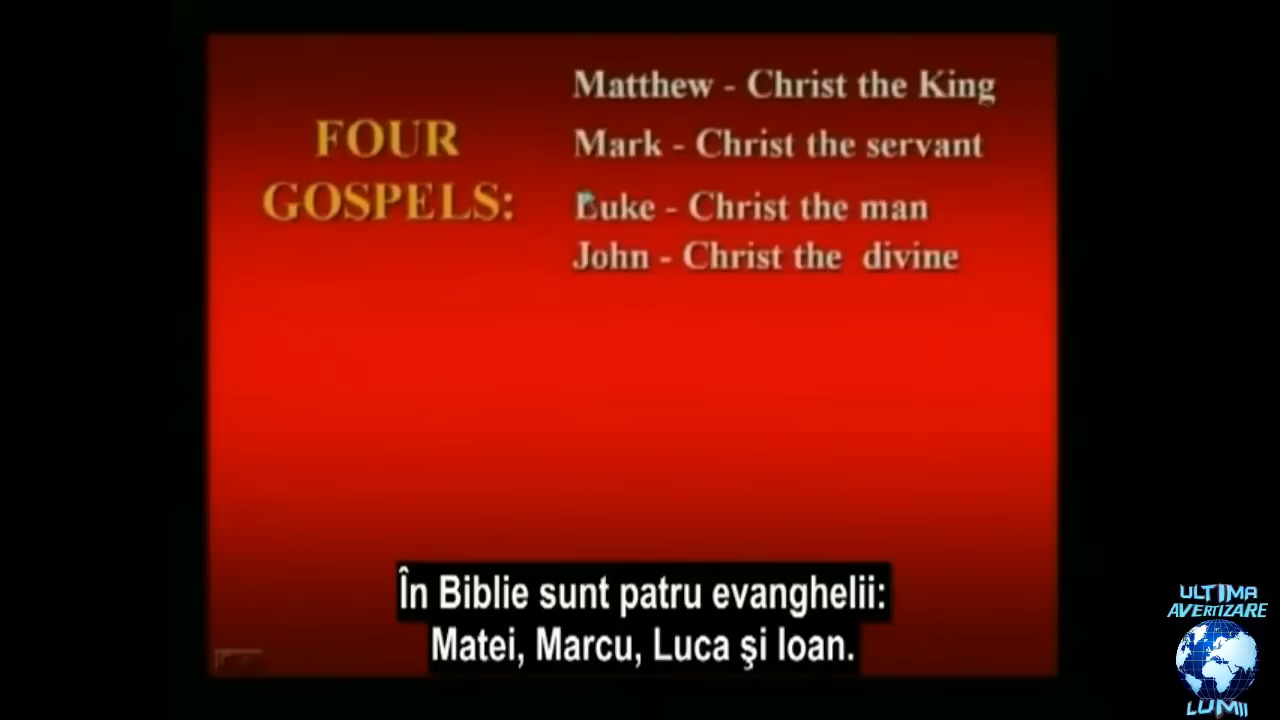 FOUR
GOSPELS:
Matthew - Christ the King
Mark - Christ the servant
Luke - Christ the man
John - Christ the divine
În Biblie sunt patru evanghelii:
Matei, Marcu, Luca şi Ioan.
ULTIMA
AVERTIZARE
LUMII